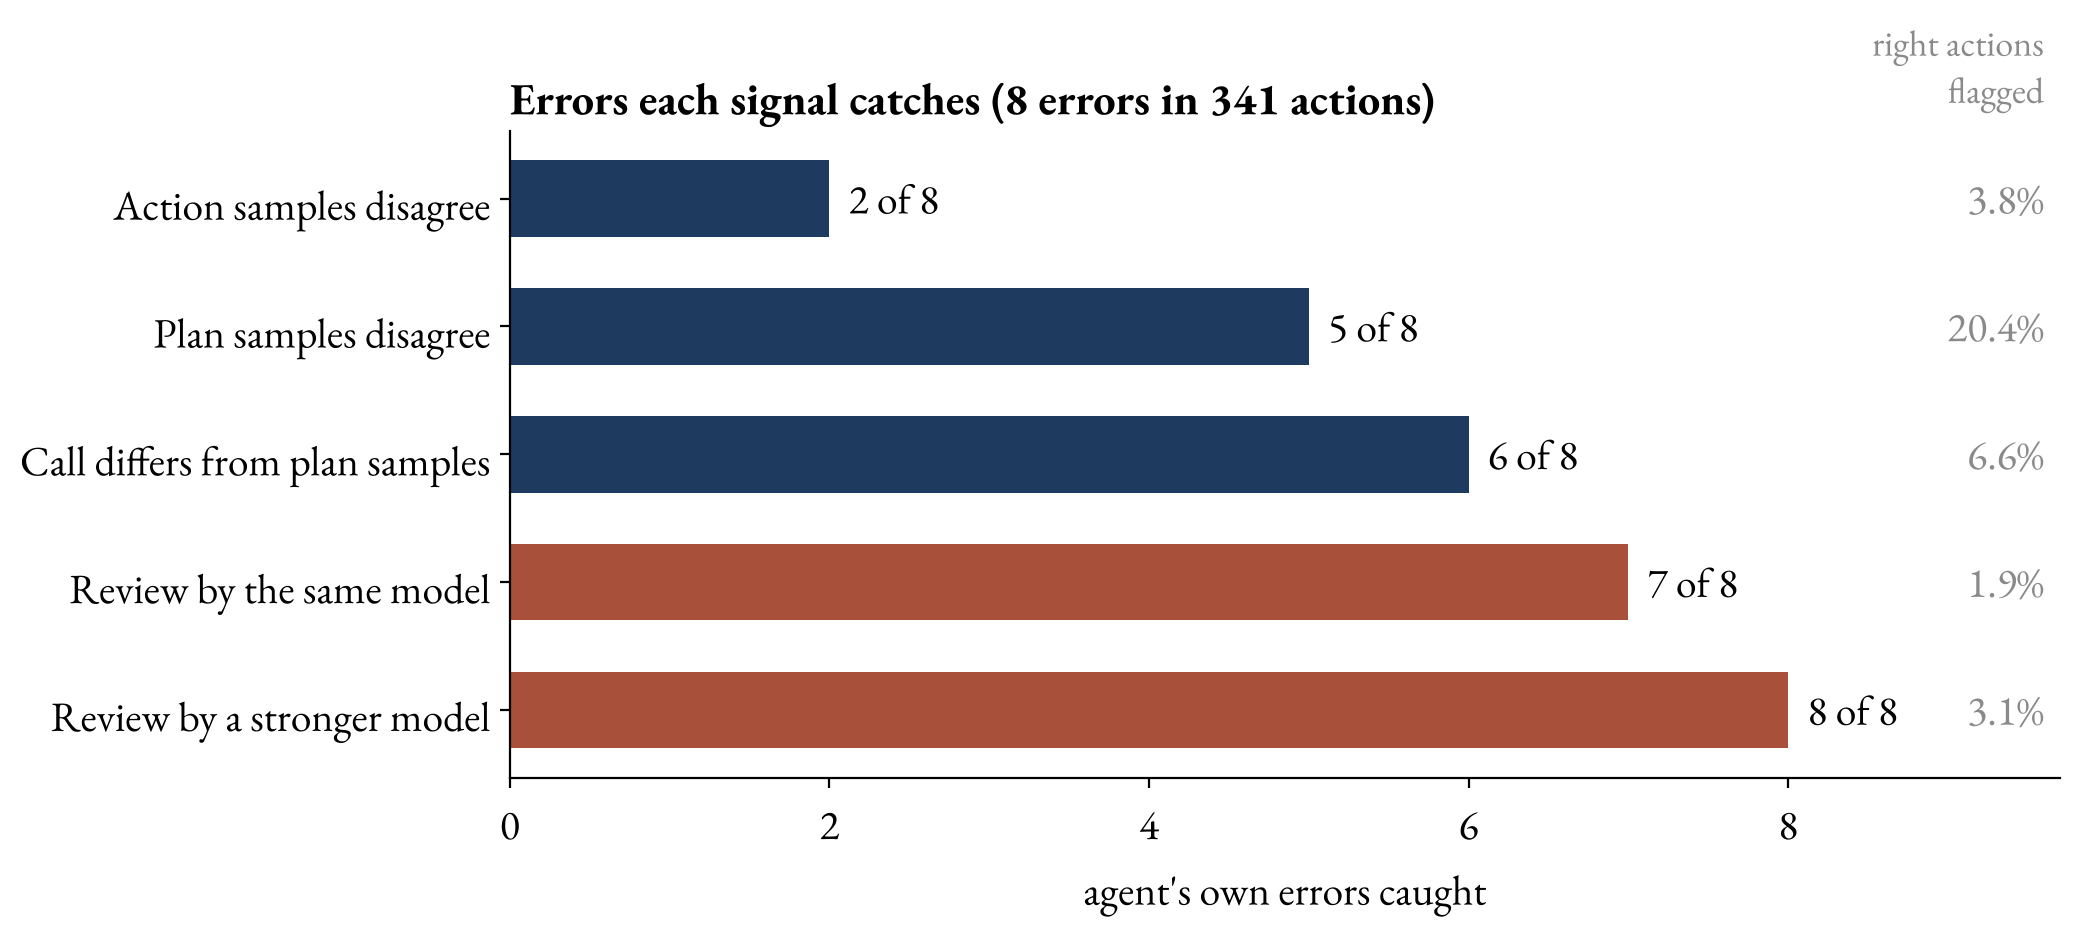 right actions
flagged
Errors each signal catches (8 errors in 341 actions)
Action samples disagree 2 of 8 3.8%
Plan samples disagree 5 of 8 20.4%
Call differs from plan samples 6 of 8 6.6%
Review by the same model 7 of 8 1.9%
Review by a stronger model 8 of 8 3.1%
0 2 4 6 8
agent's own errors caught